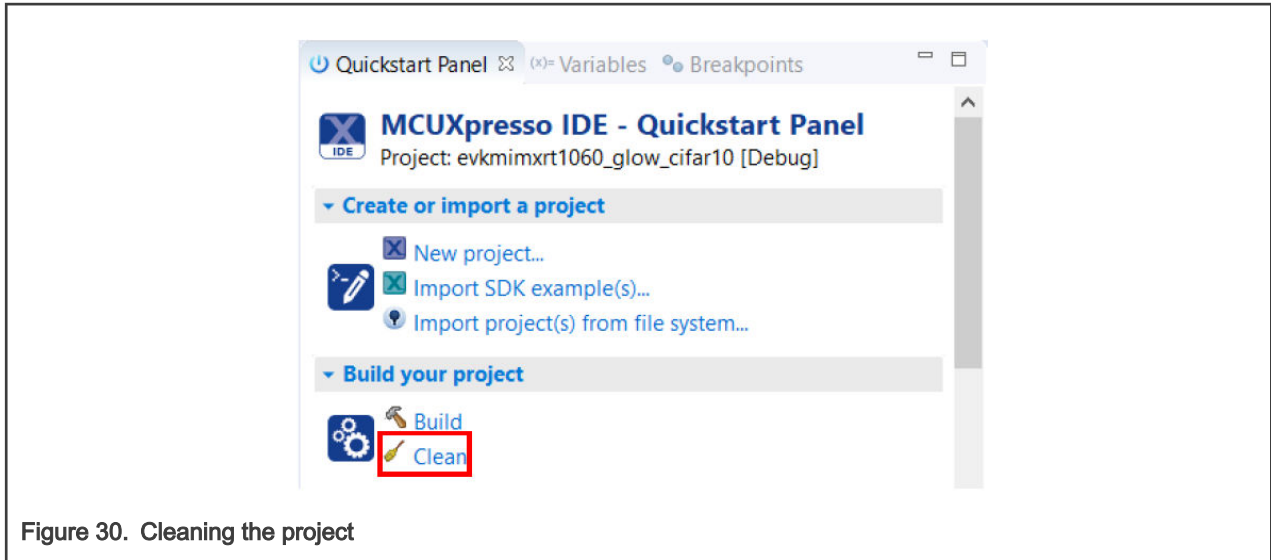 Quickstart Panel (x)= Variables Breakpoints
X
IDE
MCUXpresso IDE - Quickstart Panel
Project: evkmimxrt1060_glow_cifar10 [Debug]
Create or import a project
New project...
Import SDK example(s)...
Import project(s) from file system...
Build your project
Build
Clean
Figure 30. Cleaning the project